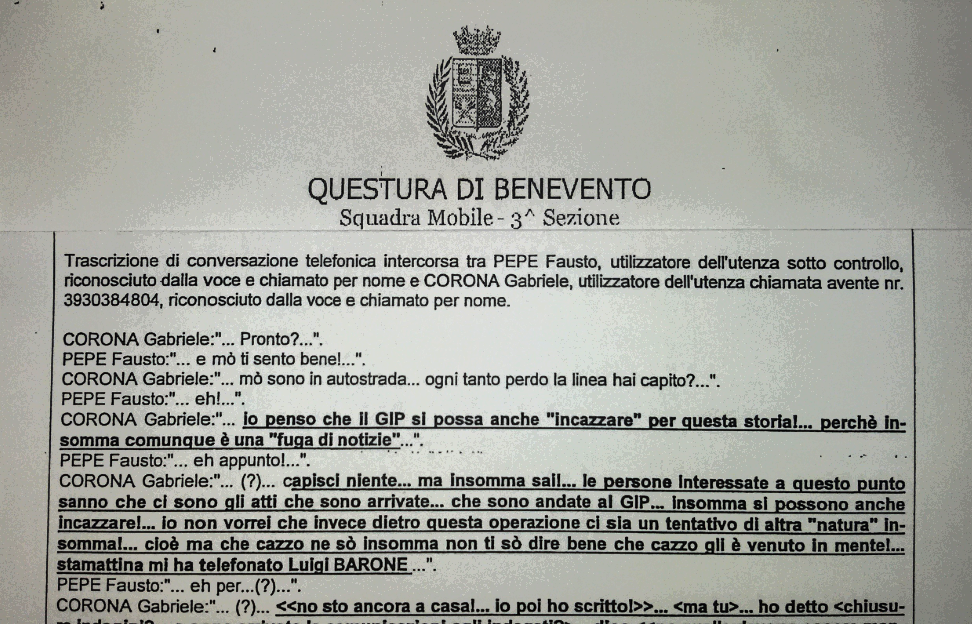 QUESTURA DI BENEVENTO
Squadra Mobile - 3^ Sezione
Trascrizione di conversazione telefonica intercorsa tra PEPE Fausto, utilizzatore dell'utenza sotto controllo,
riconosciuto dalla voce e chiamato per nome e CORONA Gabriele, utilizzatore dell'utenza chiamata avente nr.
3930384804, riconosciuto dalla voce e chiamato per nome.
CORONA Gabriele:"... Pronto?...".
PEPE Fausto:"... e mò ti sento bene!...".
CORONA Gabriele:"... mò sono in autostrada... ogni tanto perdo la linea hai capito?...".
PEPE Fausto:"... eh!...".
CORONA Gabriele:"... io penso che il GIP si possa anche "incazzare" per questa storia!... perchè in-
somma comunque è una "fuga di notizie"...".
PEPE Fausto:"... eh appunto!...".
CORONA Gabriele:"... (?)... capisci niente... ma insomma sai!... le persone interessate a questo punto
sanno che ci sono gli atti che sono arrivate... che sono andate al GIP... insomma si possono anche
incazzare!... io non vorrei che invece dietro questa operazione ci sia un tentativo di altra "natura" in-
somma!... cioè ma che cazzo ne sò insomma non ti sò dire bene che cazzo gli è venuto in mente!...
stamattina mi ha telefonato Luigi BARONE ...".
PEPE Fausto:"... eh per...(?)...".
CORONA Gabriele:"... (?)... <<no sto ancora a casa!... io poi ho scritto!>>... <ma tu>... ho detto <chiusu-